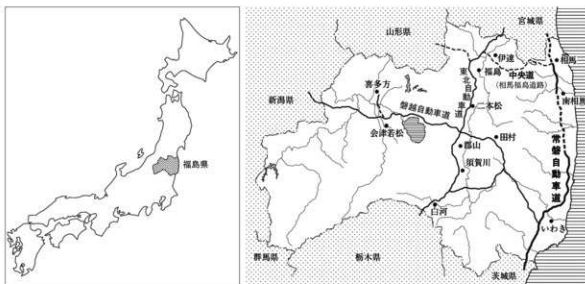 福島県
宮城県
山形県
新潟県
群馬県
栃木県
茨城県
伊達
相馬
福島
中央道
(相馬福島道路)
南相馬
喜多方
東北自動車道
二本松
磐越自動車道
会津若松
田村
郡山
須賀川
常磐自動車道
白河
いわき